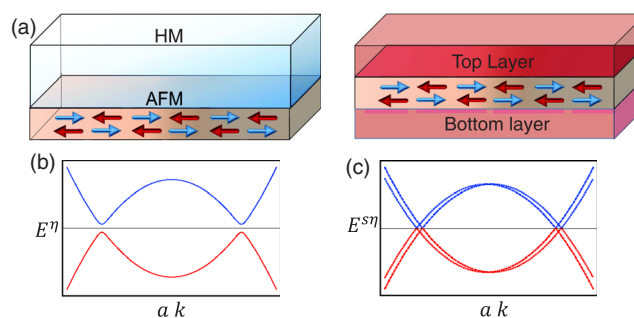 (a)
HM
AFM
Top Layer
Bottom layer
(b)
E^η
a k
(c)
E^{sη}
a k